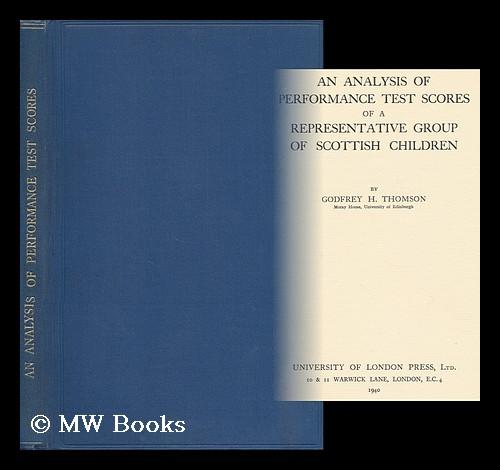 AN ANALYSIS OF PERFORMANCE TEST SCORES
AN ANALYSIS OF
PERFORMANCE TEST SCORES
OF A
REPRESENTATIVE GROUP
OF SCOTTISH CHILDREN
BY
GODFREY H. THOMSON
Moray House, University of Edinburgh
UNIVERSITY OF LONDON PRESS, LTD.
10 & 11 WARWICK LANE, LONDON, E.C. 4
1940
© MW Books